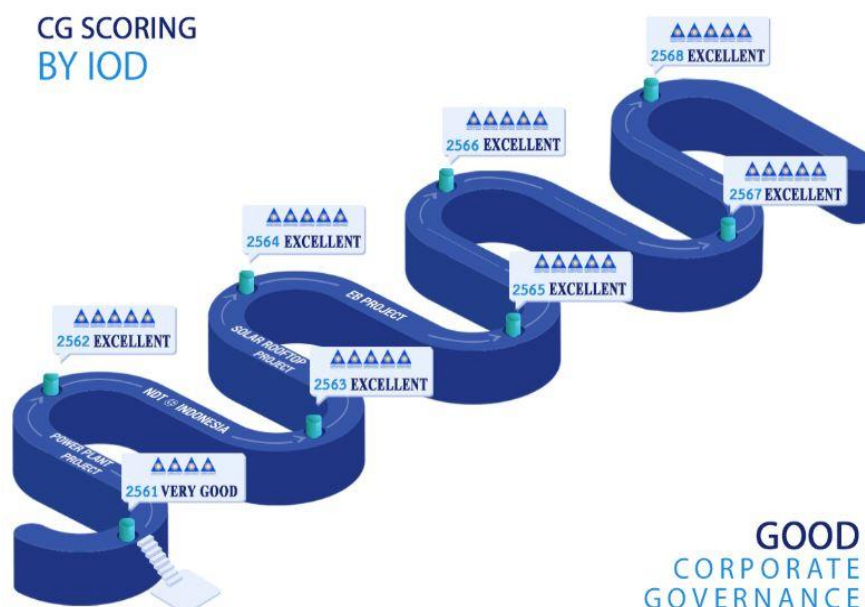 CG SCORING
BY IOD
2568 EXCELLENT
2566 EXCELLENT
2567 EXCELLENT
2564 EXCELLENT
2565 EXCELLENT
EB PROJECT
SOLAR ROOFTOP
PROJECT
2562 EXCELLENT
2563 EXCELLENT
NDT @ INDONESIA
POWER PLANT
PROJECT
2561 VERY GOOD
GOOD
CORPORATE
GOVERNANCE